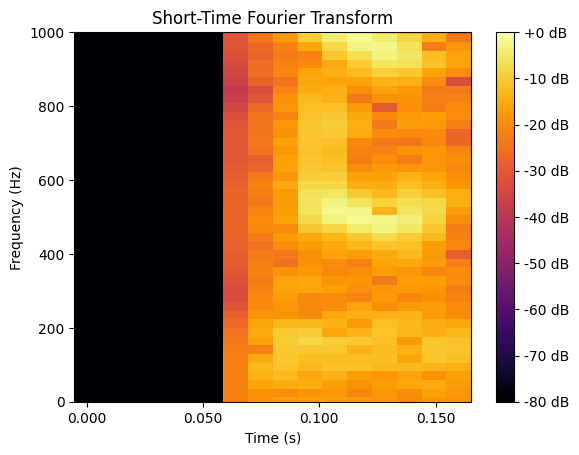 Short-Time Fourier Transform
1000
800
600
400
200
0
Frequency (Hz)
0.000
0.050
0.100
0.150
Time (s)
+0 dB
-10 dB
-20 dB
-30 dB
-40 dB
-50 dB
-60 dB
-70 dB
-80 dB